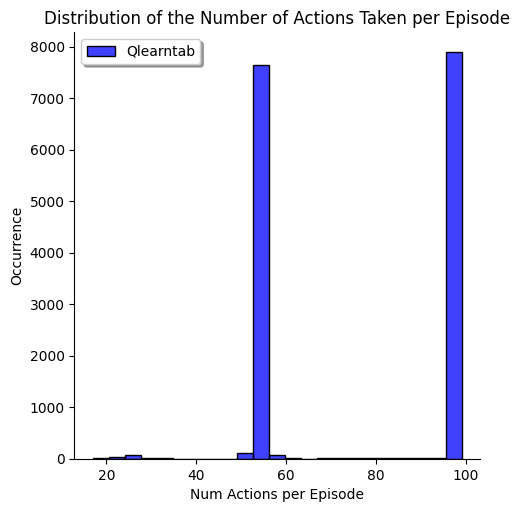 Distribution of the Number of Actions Taken per Episode
Qlearntab
8000
7000
6000
5000
4000
3000
2000
1000
0
Occurrence
20 40 60 80 100
Num Actions per Episode